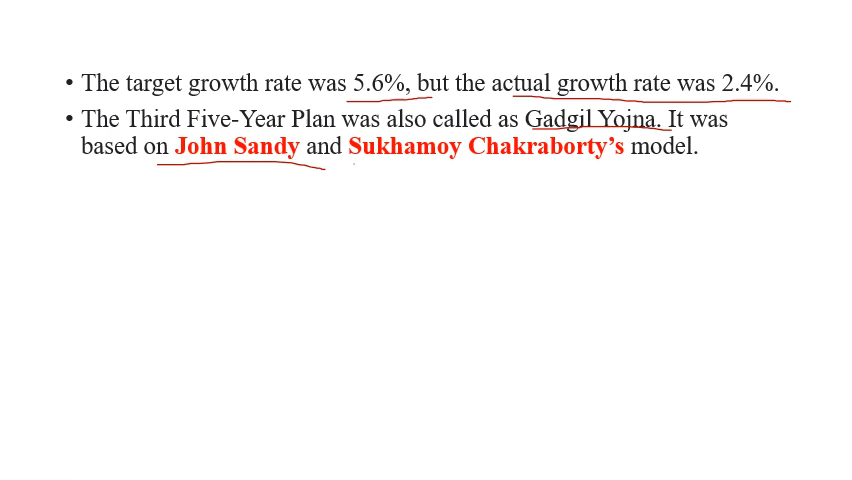 • The target growth rate was 5.6%, but the actual growth rate was 2.4%.
• The Third Five-Year Plan was also called as Gadgil Yojna. It was
based on John Sandy and Sukhamoy Chakraborty’s model.